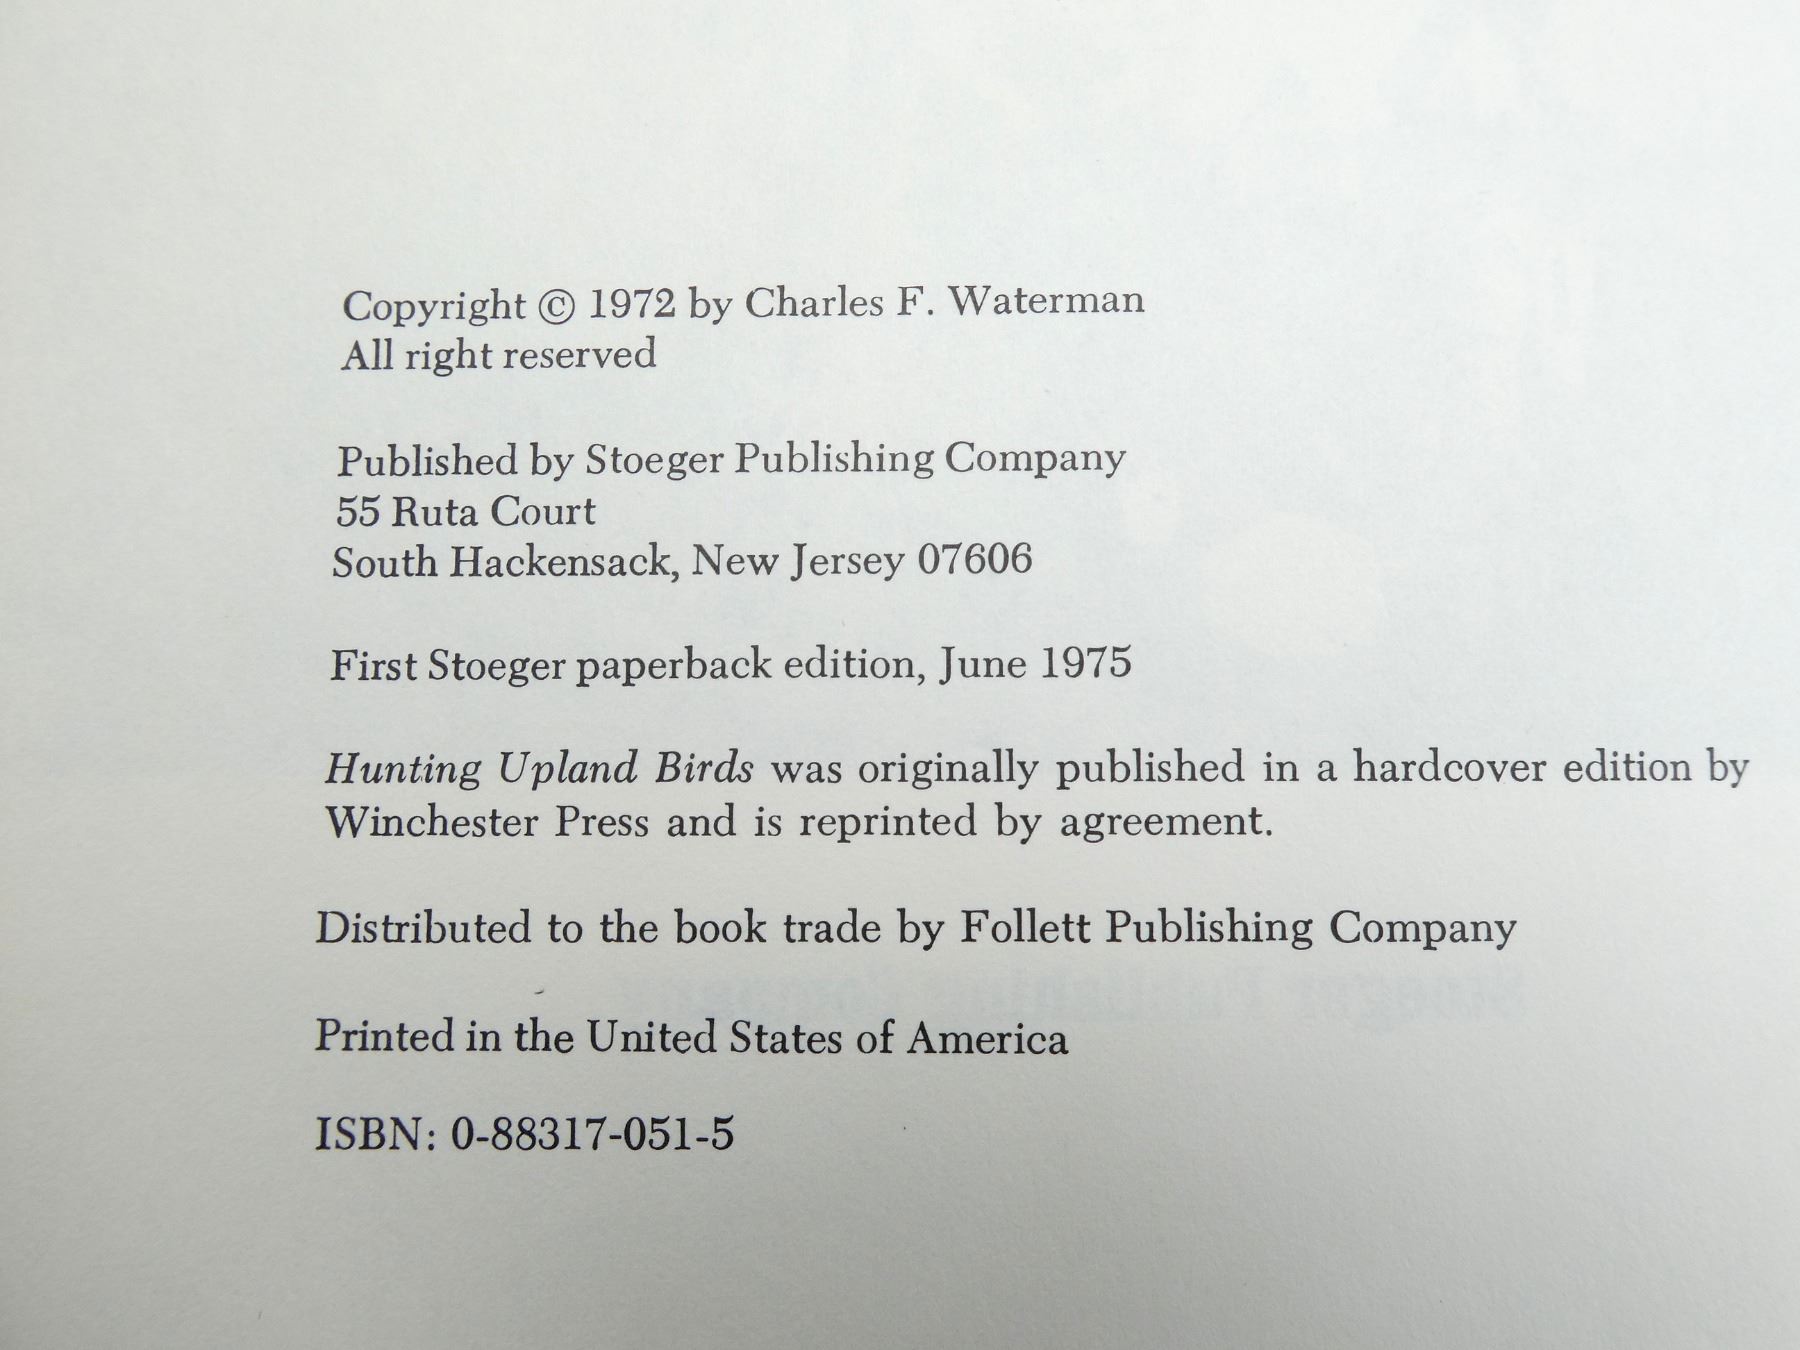 Copyright © 1972 by Charles F. Waterman
All right reserved
Published by Stoeger Publishing Company
55 Ruta Court
South Hackensack, New Jersey 07606
First Stoeger paperback edition, June 1975
Hunting Upland Birds was originally published in a hardcover edition by
Winchester Press and is reprinted by agreement.
Distributed to the book trade by Follett Publishing Company
Printed in the United States of America
ISBN: 0-88317-051-5